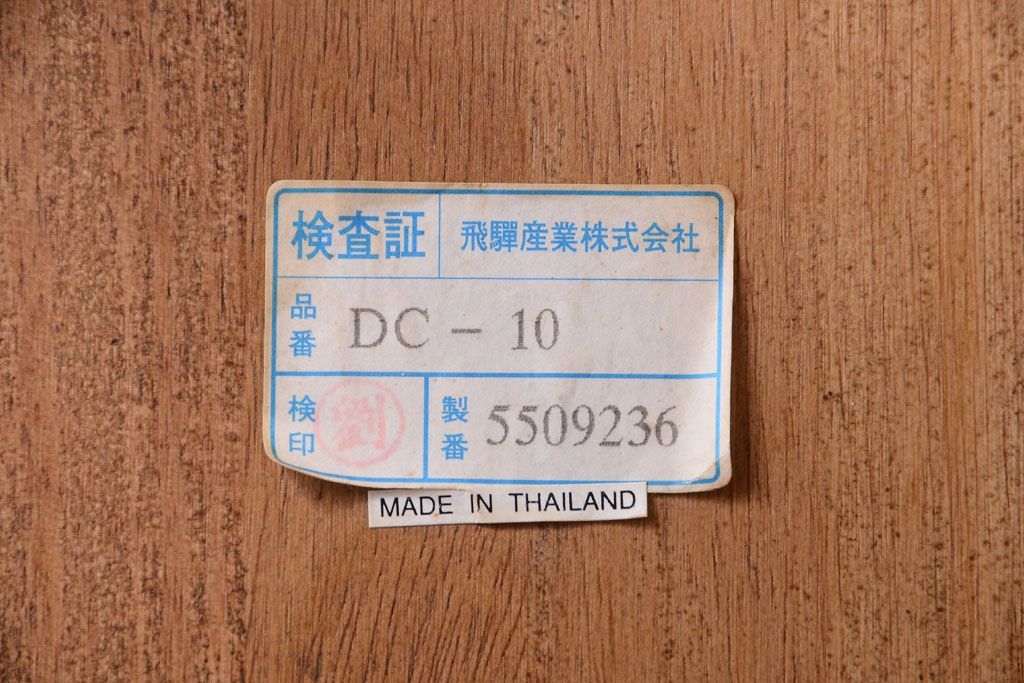 検査証 飛驒産業株式会社
品番 DC - 10
検印 劉 製番 5509236
MADE IN THAILAND